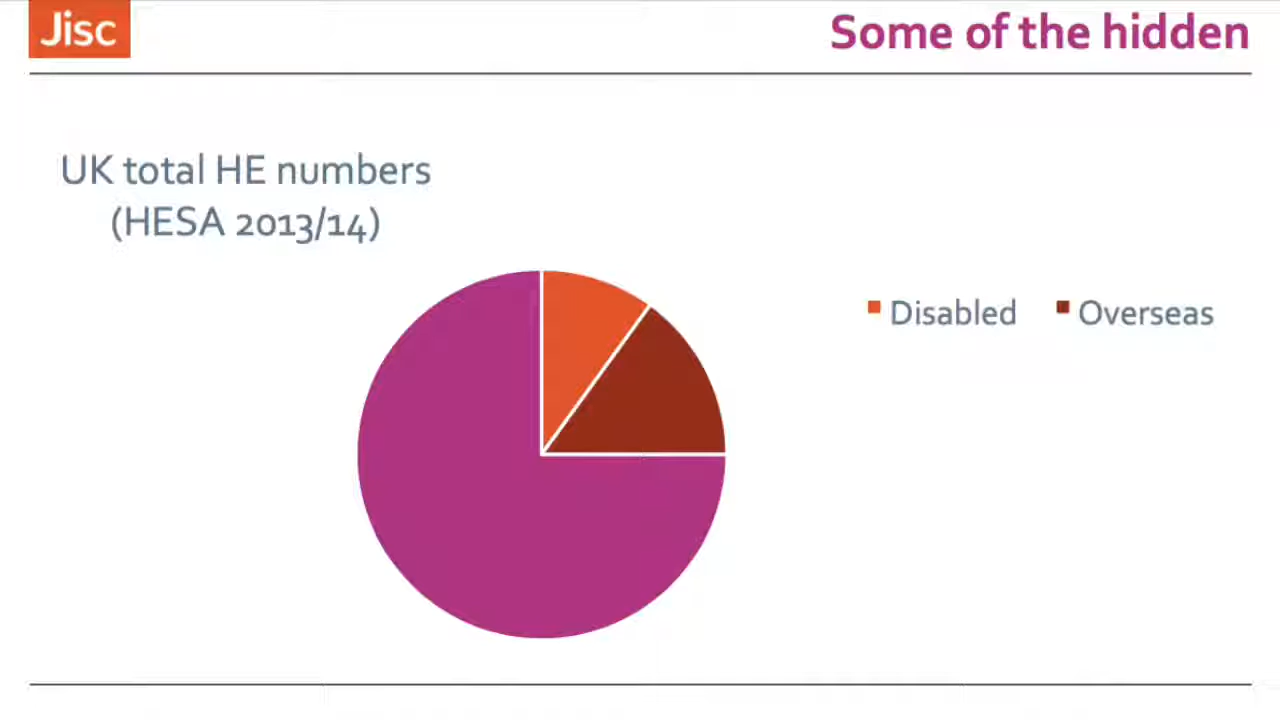 Jisc
Some of the hidden
UK total HE numbers
(HESA 2013/14)
Disabled
Overseas